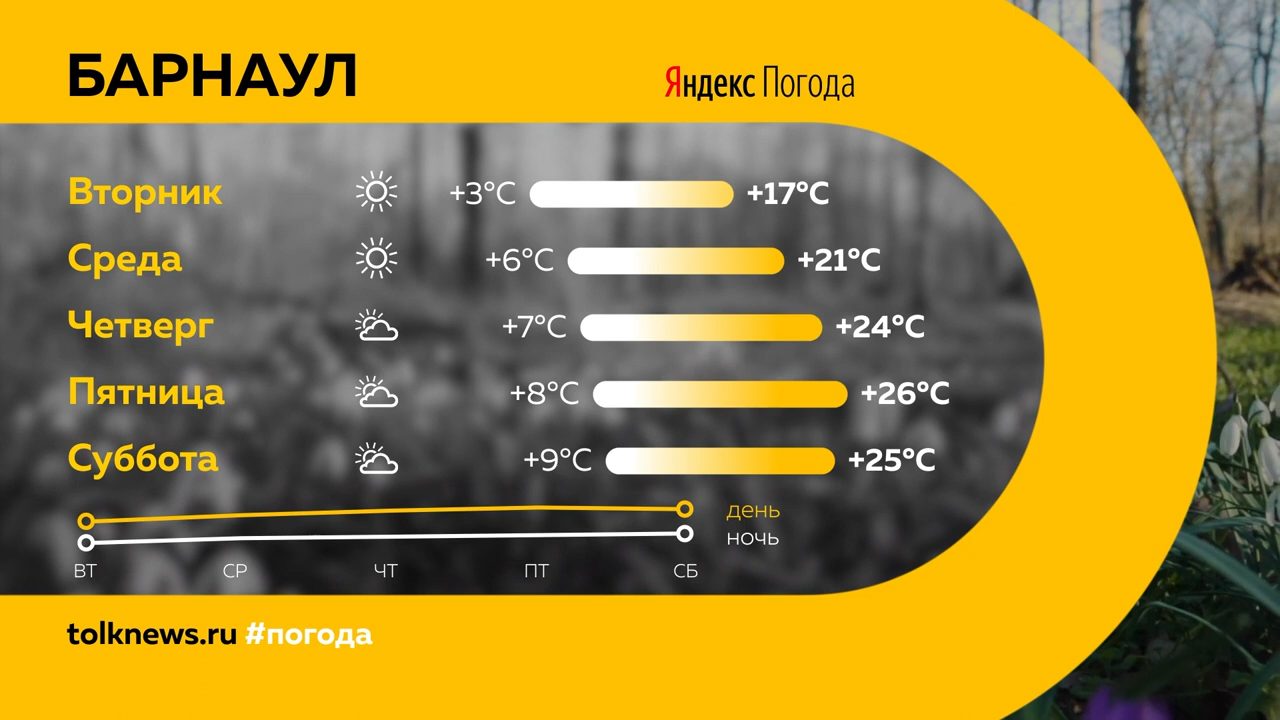 БАРНАУЛ
Яндекс Погода
Вторник +3°C +17°C
Среда +6°C +21°C
Четверг +7°C +24°C
Пятница +8°C +26°C
Суббота +9°C +25°C
день
ночь
ВТ СР ЧТ ПТ СБ
tolknews.ru #погода